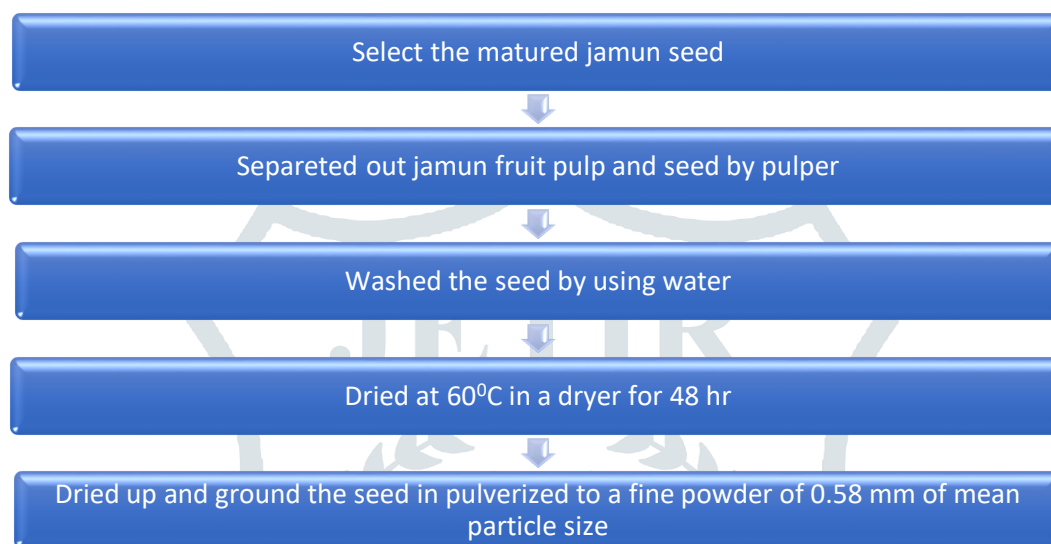 Select the matured jamun seed
Separeted out jamun fruit pulp and seed by pulper
Washed the seed by using water
JETIR
Dried at 60⁰C in a dryer for 48 hr
Dried up and ground the seed in pulverized to a fine powder of 0.58 mm of mean
particle size